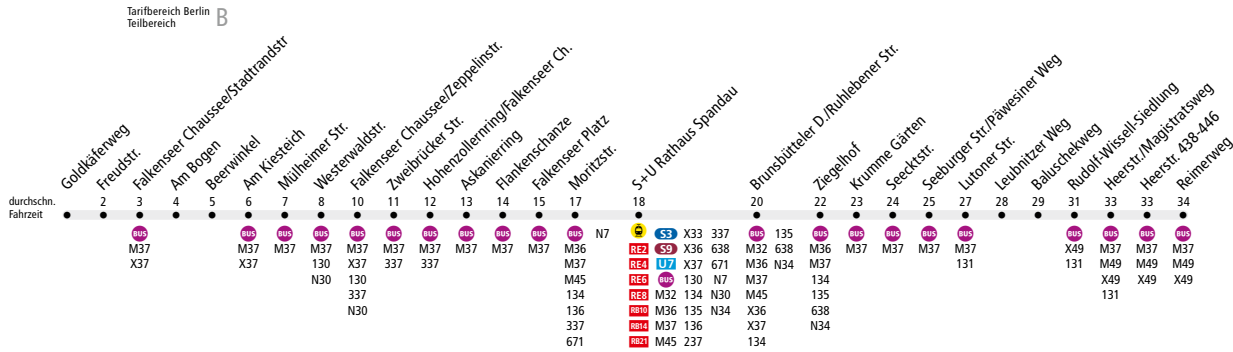 Tarifbereich Berlin
Teilbereich B
Goldkäferweg
Freudstr.
Falkenseer Chaussee/Stadtrandstr
Am Bogen
Beerwinkel
Am Kiesteich
Mülheimer Str.
Westerwaldstr.
Falkenseer Chaussee/Zeppelinstr.
Zweibrücker Str.
Hohenzollernring/Falkenseer Ch.
Askanierring
Flankenschanze
Falkenseer Platz
Moritzstr.
S+U Rathaus Spandau
Brunsbütteler D./Ruhlebener Str.
Ziegelhof
Krumme Gärten
Seecktstr.
Seeburger Str./Päwesiner Weg
Lutoner Str.
Leubnitzer Weg
Baluschekweg
Rudolf-Wissell-Siedlung
Heerstr./Magistratsweg
Heerstr. 438-446
Reimerweg
durchschn. 2 3 4 5 6 7 8 10 11 12 13 14 15 17 18 20 22 23 24 25 27 28 29 31 33 33 34
Fahrzeit
BUS BUS BUS BUS BUS BUS BUS BUS BUS BUS BUS N7 S3 X33 337 BUS 135 BUS BUS BUS BUS BUS BUS BUS BUS BUS
M37 M37 M37 M37 M37 M37 M37 M37 M37 M37 M36 RE2 S9 X36 638 M32 638 M36 M37 M37 M37 M37 X49 M37 M37 M37
X37 X37 130 X37 337 337 M37 RE4 U7 X37 671 M36 N34 M37 131 131 M49 M49 M49
N30 130 M45 RE6 BUS 130 N7 M37 134 X49 X49 X49
337 134 RE8 M32 134 N30 M45 135 131
N30 136 RB10 M36 135 N34 X36 638
337 RB14 M37 136 X37 N34
671 RB21 M45 237 134